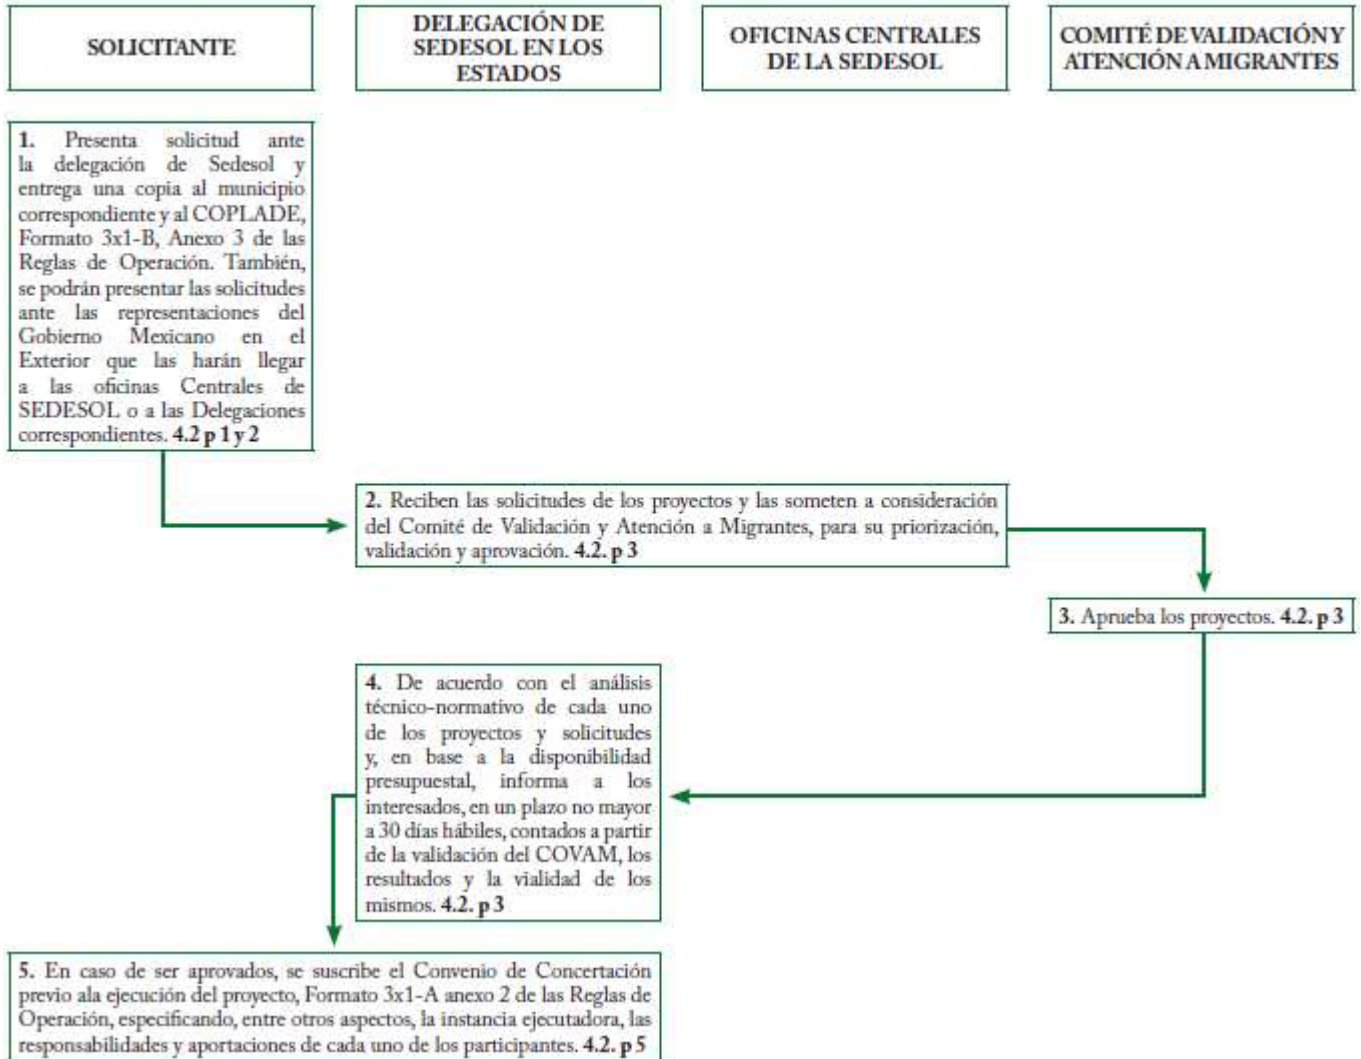 SOLICITANTE
DELEGACIÓN DE
SEDESOL EN LOS
ESTADOS
OFICINAS CENTRALES
DE LA SEDESOL
COMITÉ DE VALIDACIÓN Y
ATENCIÓN A MIGRANTES
1. Presenta solicitud ante
la delegación de Sedesol y
entrega una copia al municipio
correspondiente y al COPLADE,
Formato 3x1-B, Anexo 3 de las
Reglas de Operación. También,
se podrán presentar las solicitudes
ante las representaciones del
Gobierno Mexicano en el
Exterior que las harán llegar
a las oficinas Centrales de
SEDESOL o a las Delegaciones
correspondientes. 4.2 p 1 y 2
2. Reciben las solicitudes de los proyectos y las someten a consideración
del Comité de Validación y Atención a Migrantes, para su priorización,
validación y aprovación. 4.2. p 3
3. Aprueba los proyectos. 4.2. p 3
4. De acuerdo con el análisis
técnico-normativo de cada uno
de los proyectos y solicitudes
y, en base a la disponibilidad
presupuestal, informa a los
interesados, en un plazo no mayor
a 30 días hábiles, contados a partir
de la validación del COVAM, los
resultados y la vialidad de los
mismos. 4.2. p 3
5. En caso de ser aprovados, se suscribe el Convenio de Concertación
previo ala ejecución del proyecto, Formato 3x1-A anexo 2 de las Reglas de
Operación, especificando, entre otros aspectos, la instancia ejecutadora, las
responsabilidades y aportaciones de cada uno de los participantes. 4.2. p 5